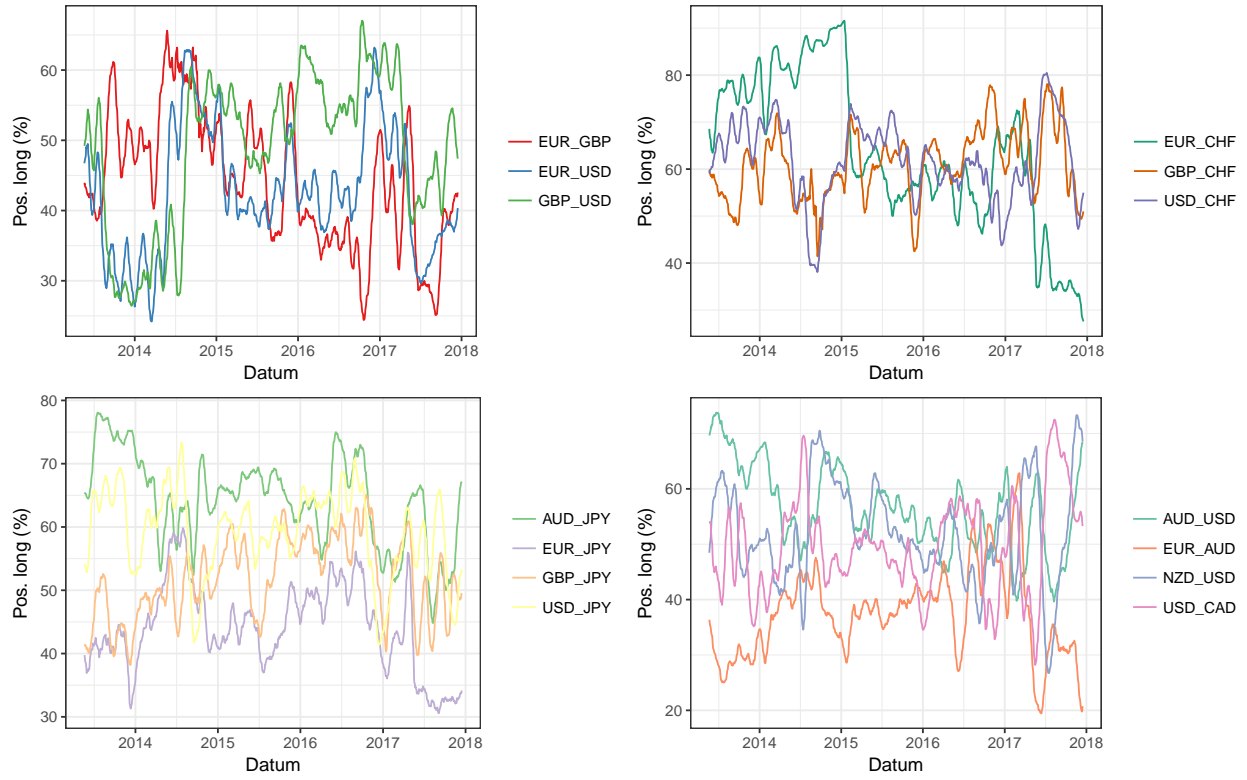 60
50
40
30
Pos. long (%)
2014
2015
2016
2017
2018
Datum
EUR_GBP
EUR_USD
GBP_USD
80
60
40
Pos. long (%)
2014
2015
2016
2017
2018
Datum
EUR_CHF
GBP_CHF
USD_CHF
80
70
60
50
40
30
Pos. long (%)
2014
2015
2016
2017
2018
Datum
AUD_JPY
EUR_JPY
GBP_JPY
USD_JPY
60
40
20
Pos. long (%)
2014
2015
2016
2017
2018
Datum
AUD_USD
EUR_AUD
NZD_USD
USD_CAD